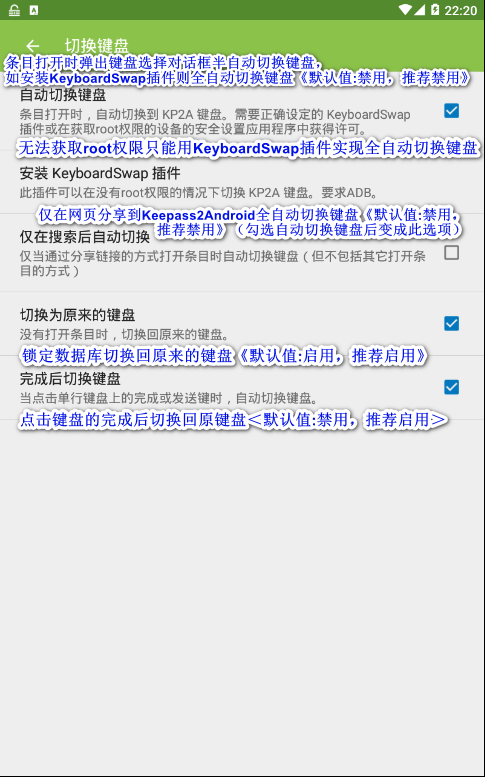 22:20
切换键盘
条目打开时弹出键盘选择对话框半自动切换键盘，
如安装KeyboardSwap插件则全自动切换键盘《默认值:禁用，推荐禁用》
自动切换键盘
条目打开时，自动切换到 KP2A 键盘。需要正确设定的 KeyboardSwap
插件或在获取root权限的设备的安全设置应用程序中获得许可。
无法获取root权限只能用KeyboardSwap插件实现全自动切换键盘
安装 KeyboardSwap 插件
此插件可以在没有root权限的情况下切换 KP2A 键盘。要求ADB。
仅在网页分享到Keepass2Android全自动切换键盘《默认值:禁用，
推荐禁用》（勾选自动切换键盘后变成此选项）
仅在搜索后自动切换
仅当通过分享链接的方式打开条目时自动切换键盘（但不包括其它打开条
目的方式）
切换为原来的键盘
没有打开条目时，切换回原来的键盘。
锁定数据库切换回原来的键盘《默认值:启用，推荐启用》
完成后切换键盘
当点击单行键盘上的完成或发送键时，自动切换键盘。
点击键盘的完成后切换回原键盘＜默认值:禁用，推荐启用＞